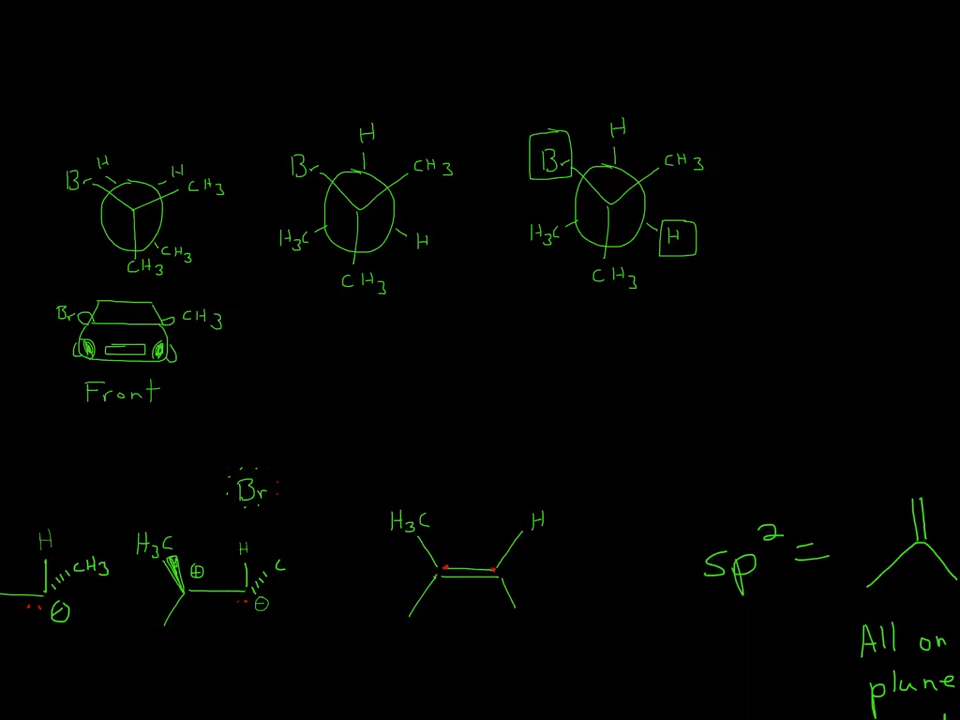 H H Br CH3 CH3 CH3
H Br CH3 H3C H CH3
H Br CH3 H3C H CH3
Br CH3
Front
Br
H CH3 ⊖
H3C ⊕ H C ⊖
H3C H
sp² =
All on
plane